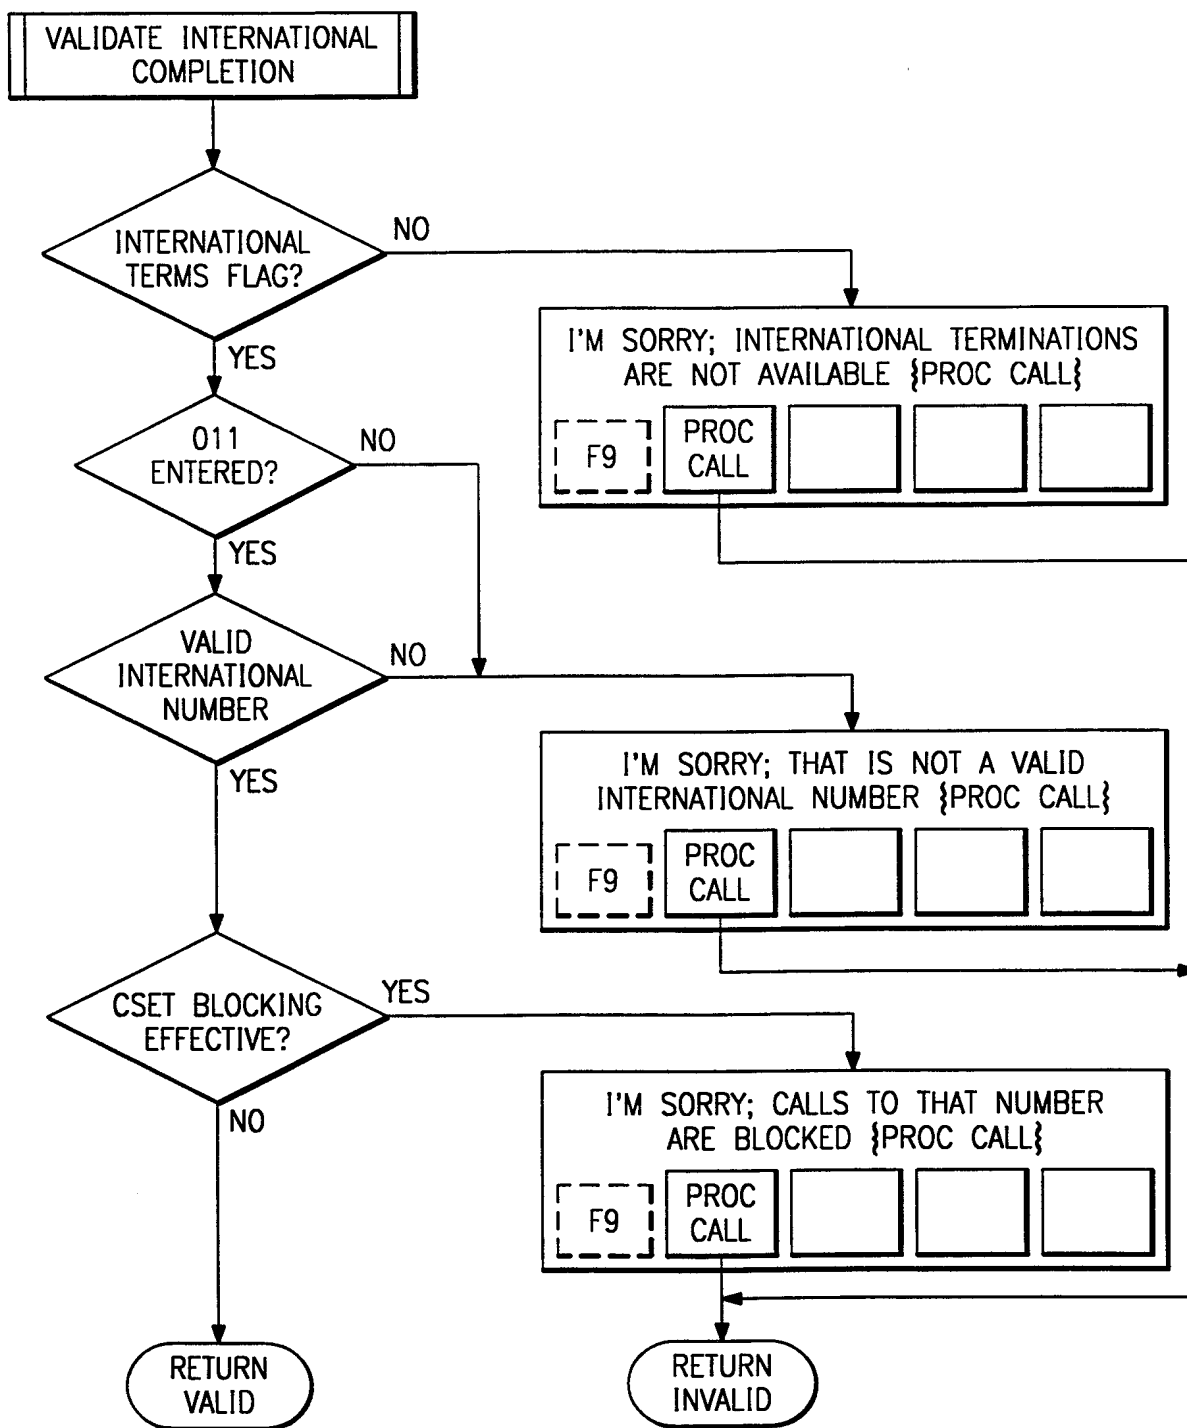 VALIDATE INTERNATIONAL
COMPLETION
INTERNATIONAL
TERMS FLAG?
NO
YES
I'M SORRY; INTERNATIONAL TERMINATIONS
ARE NOT AVAILABLE {PROC CALL}
F9
PROC
CALL
011
ENTERED?
NO
YES
VALID
INTERNATIONAL
NUMBER
NO
YES
I'M SORRY; THAT IS NOT A VALID
INTERNATIONAL NUMBER {PROC CALL}
F9
PROC
CALL
CSET BLOCKING
EFFECTIVE?
YES
NO
I'M SORRY; CALLS TO THAT NUMBER
ARE BLOCKED {PROC CALL}
F9
PROC
CALL
RETURN
VALID
RETURN
INVALID